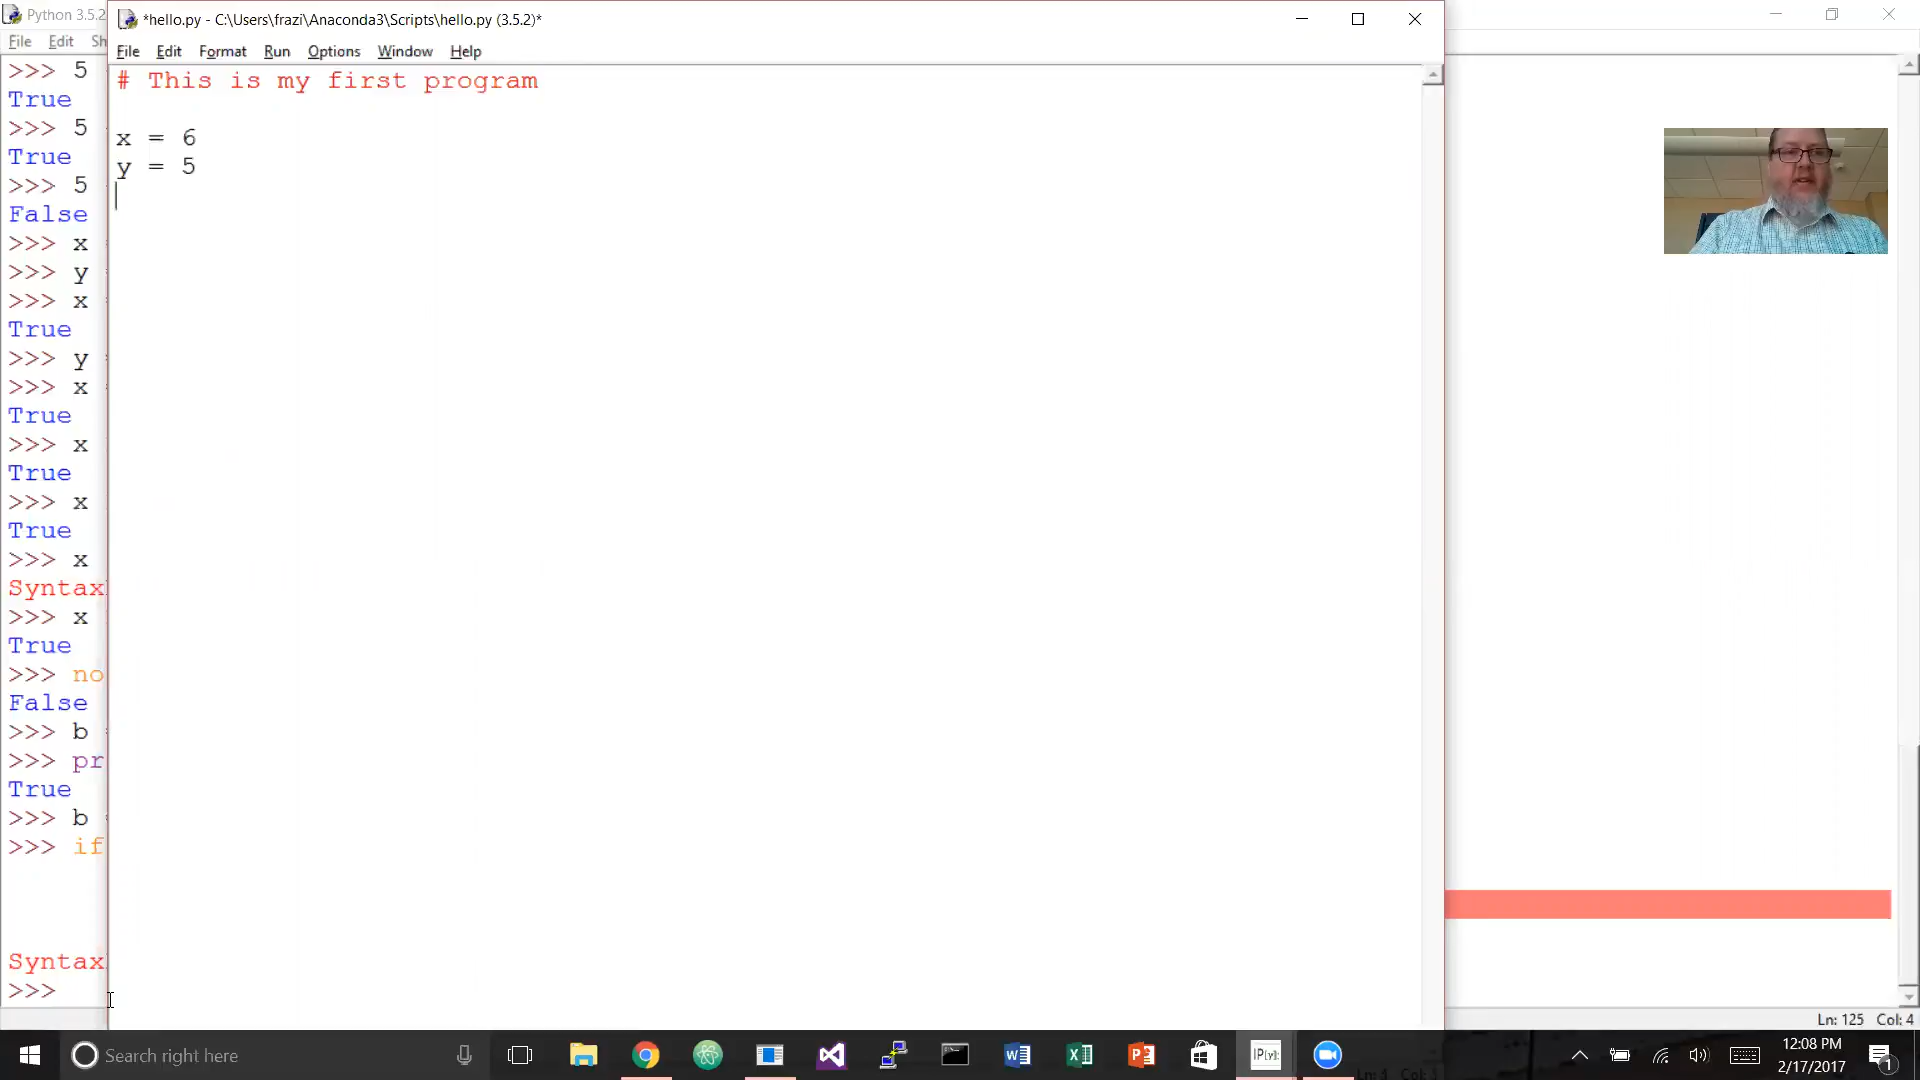 Python 3.5.2
File Edit Sh
>>> 5
True
>>> 5
True
>>> 5
False
>>> x
>>> y
>>> x
True
>>> y
>>> x
True
>>> x
True
>>> x
True
>>> x
Syntax
>>> x
True
>>> no
False
>>> b
>>> pr
True
>>> b
>>> if
Syntax
>>>
*hello.py - C:\Users\frazi\Anaconda3\Scripts\hello.py (3.5.2)*
File Edit Format Run Options Window Help
# This is my first program
x = 6
y = 5
Ln: 125 Col: 4
Search right here
IP[y]:
12:08 PM
2/17/2017
1